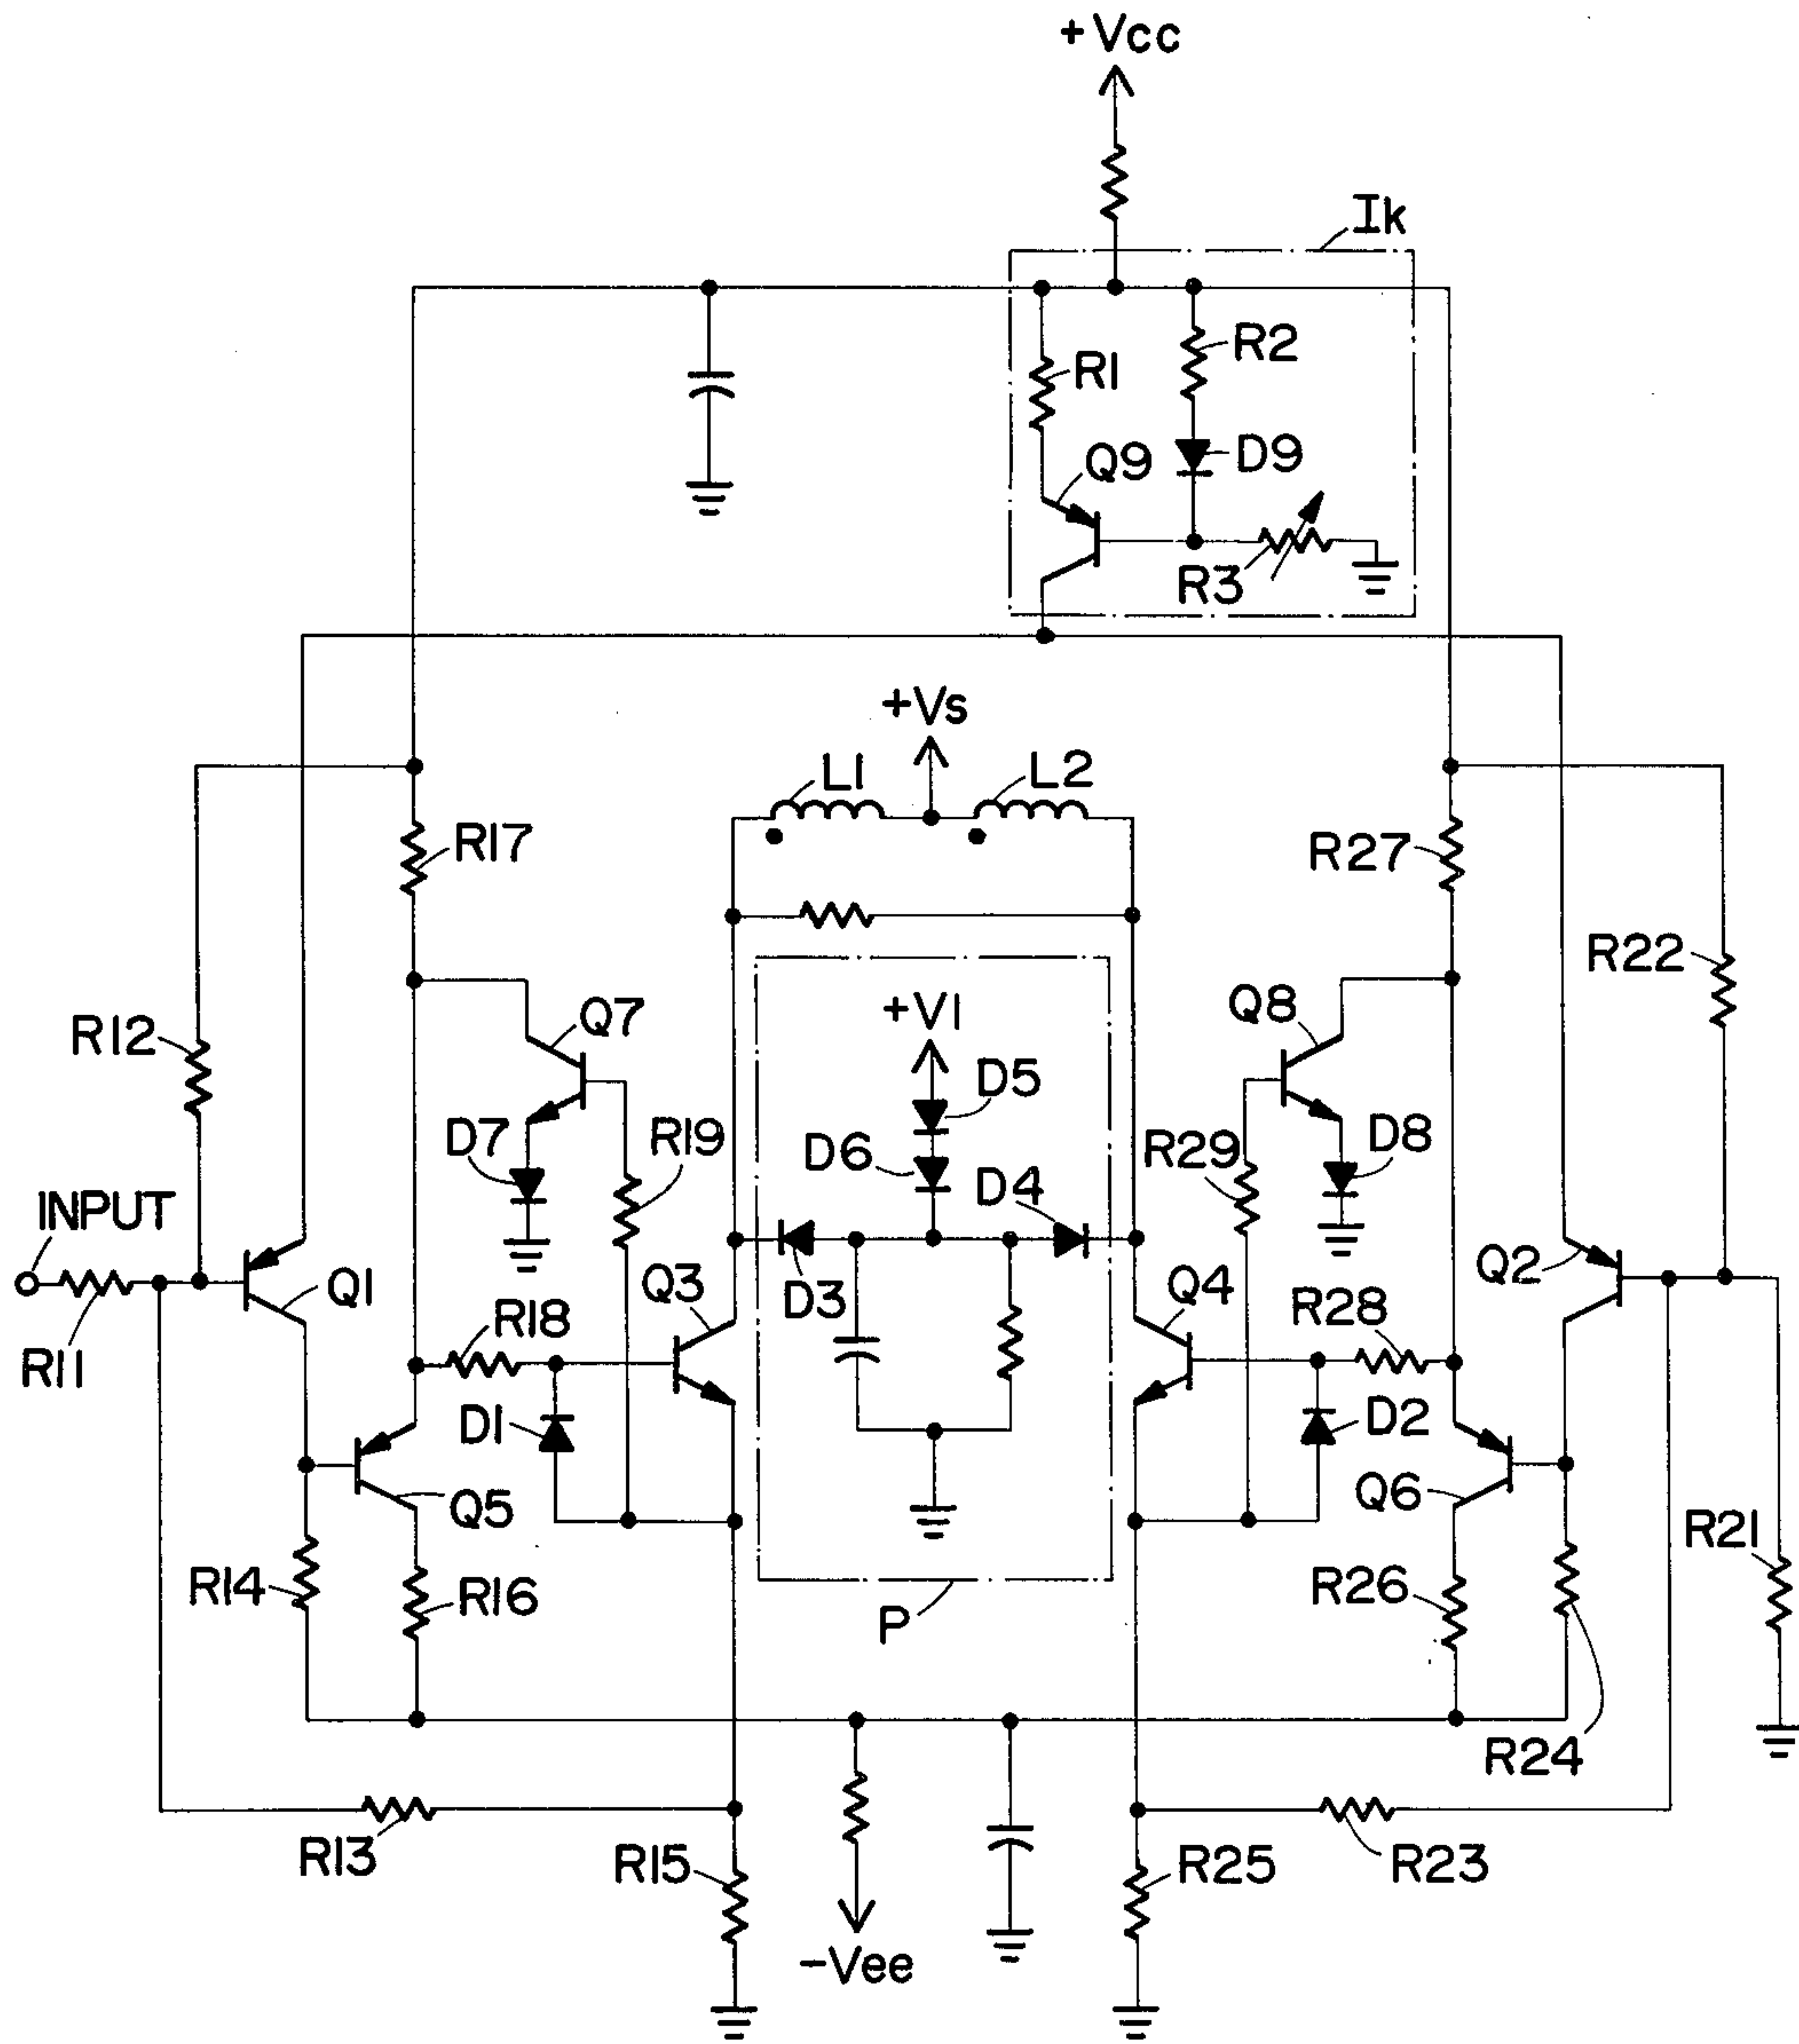 +Vcc
Ik
R2
R1
D9
Q9
R3
+Vs
L1
L2
R17
R27
R22
+V1
Q7
Q8
R12
D5
D7
R19
D6
D4
R29
D8
INPUT
Q1
Q3
D3
Q4
Q2
R18
R28
R11
D1
D2
Q5
Q6
R21
R14
R16
P
R26
R24
R13
R15
R25
R23
-Vee